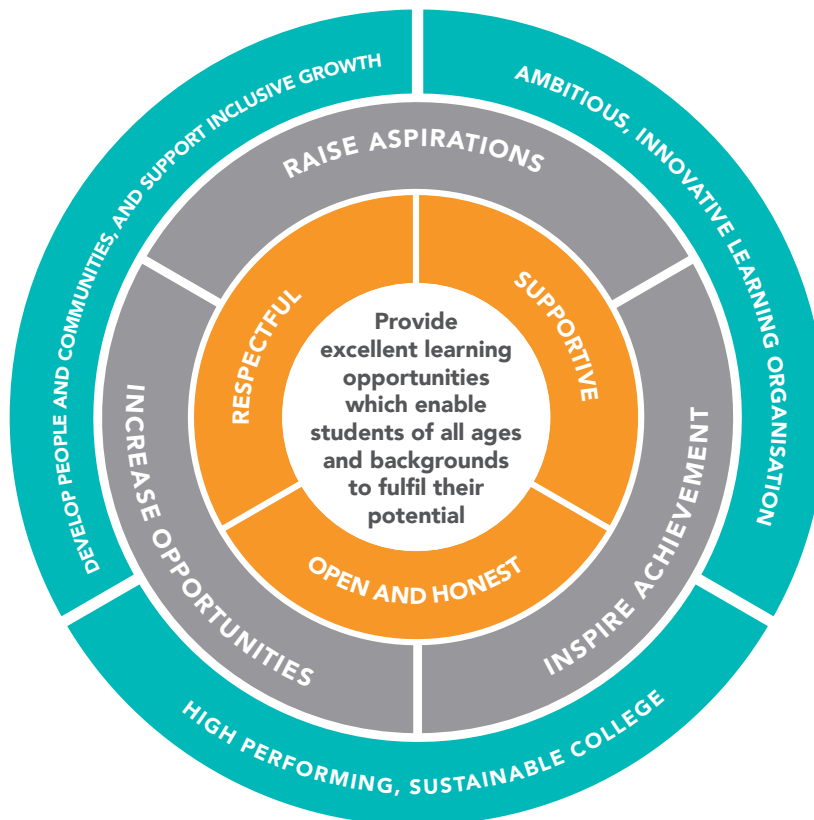 DEVELOP PEOPLE AND COMMUNITIES, AND SUPPORT INCLUSIVE GROWTH
AMBITIOUS, INNOVATIVE LEARNING ORGANISATION
HIGH PERFORMING, SUSTAINABLE COLLEGE
RAISE ASPIRATIONS
INCREASE OPPORTUNITIES
INSPIRE ACHIEVEMENT
RESPECTFUL
SUPPORTIVE
OPEN AND HONEST
Provide
excellent learning
opportunities
which enable
students of all ages
and backgrounds
to fulfil their
potential